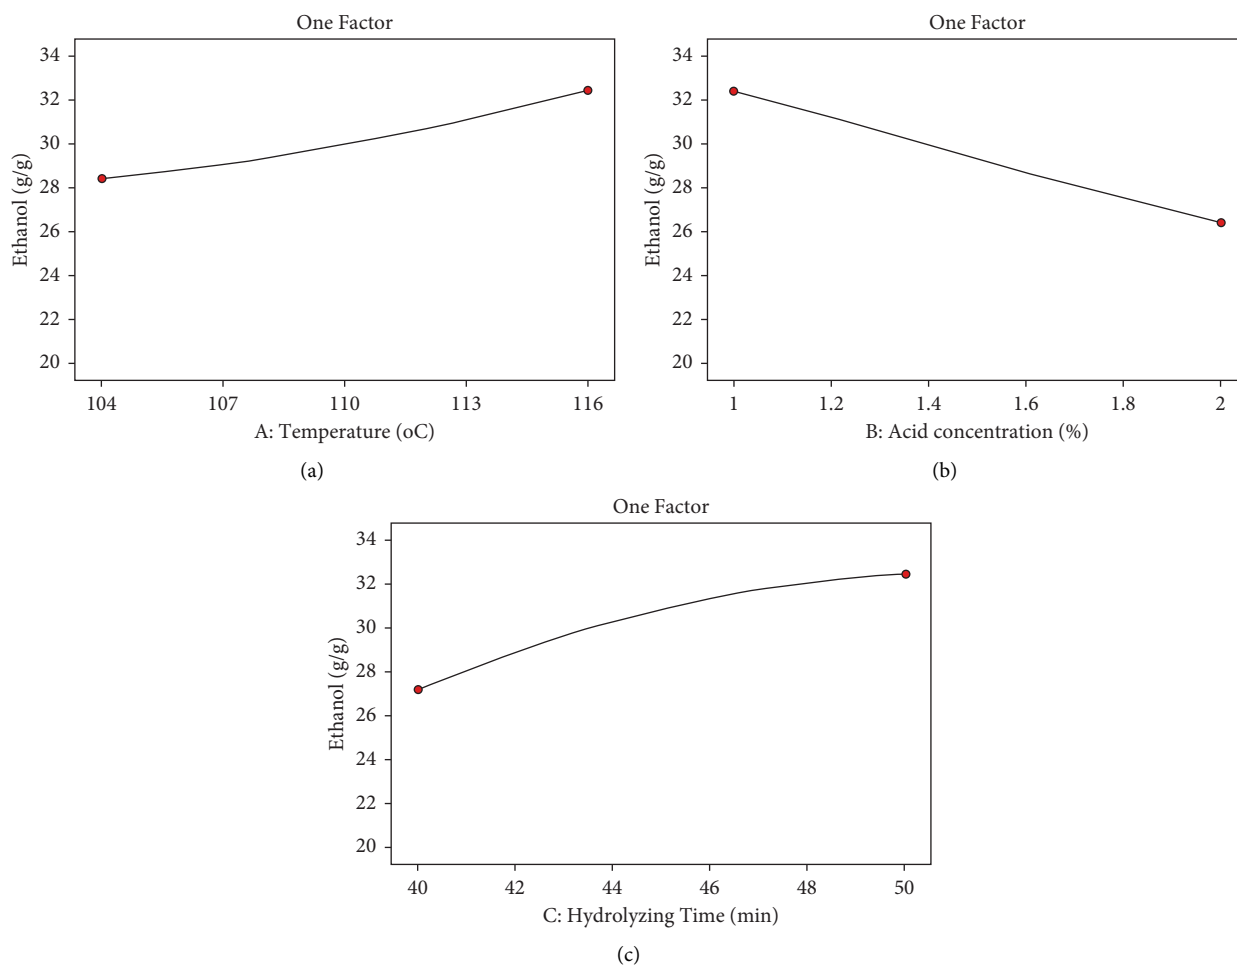 One Factor
34
32
30
28
26
24
22
20
Ethanol (g/g)
104 107 110 113 116
A: Temperature (oC)
(a)
One Factor
34
32
30
28
26
24
22
20
Ethanol (g/g)
1 1.2 1.4 1.6 1.8 2
B: Acid concentration (%)
(b)
One Factor
34
32
30
28
26
24
22
20
Ethanol (g/g)
40 42 44 46 48 50
C: Hydrolyzing Time (min)
(c)